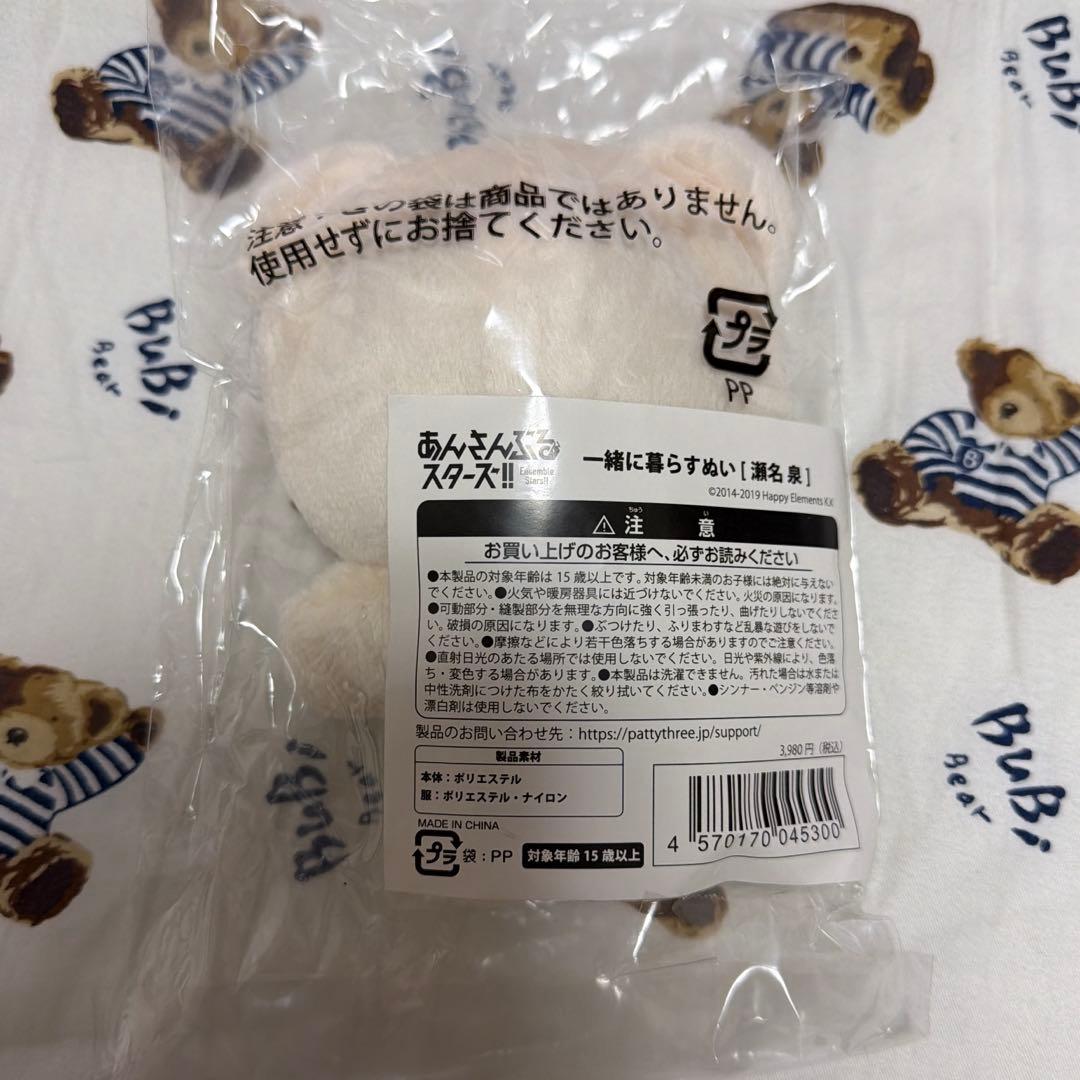 BuBi
Bear
BuBi
Bear
注意：この袋は商品ではありません。
使用せずにお捨てください。
プラ
PP
あんさんぶる
スターズ!!
Ensemble
Stars!!
一緒に暮らすぬい [ 瀬名 泉 ]
©2014-2019 Happy Elements K.K
ちゅう い
⚠注 意
お買い上げのお客様へ、必ずお読みください
●本製品の対象年齢は 15 歳以上です。対象年齢未満のお子様には絶対に与えない
でください。●火気や暖房器具には近づけないでください。火災の原因になります。
●可動部分・縫製部分を無理な方向に強く引っ張ったり、曲げたりしないでくださ
い。破損の原因になります。●ぶつけたり、ふりまわすなど乱暴な遊びをしないで
ください。●摩擦などにより若干色落ちする場合がありますのでご注意ください。
●直射日光のあたる場所では使用しないでください。日光や紫外線により、色落
ち・変色する場合があります。●本製品は洗濯できません。汚れた場合は水または
中性洗剤につけた布をかたく絞り拭いてください。●シンナー・ベンジン等溶剤や
漂白剤は使用しないでください。
製品のお問い合わせ先：https://pattythree.jp/support/
3,980 円（税込）
製品素材
本体：ポリエステル
服：ポリエステル・ナイロン
MADE IN CHINA
プラ 袋：PP
対象年齢 15 歳以上
4 570170 045300
BuBi
Bear
BuBi